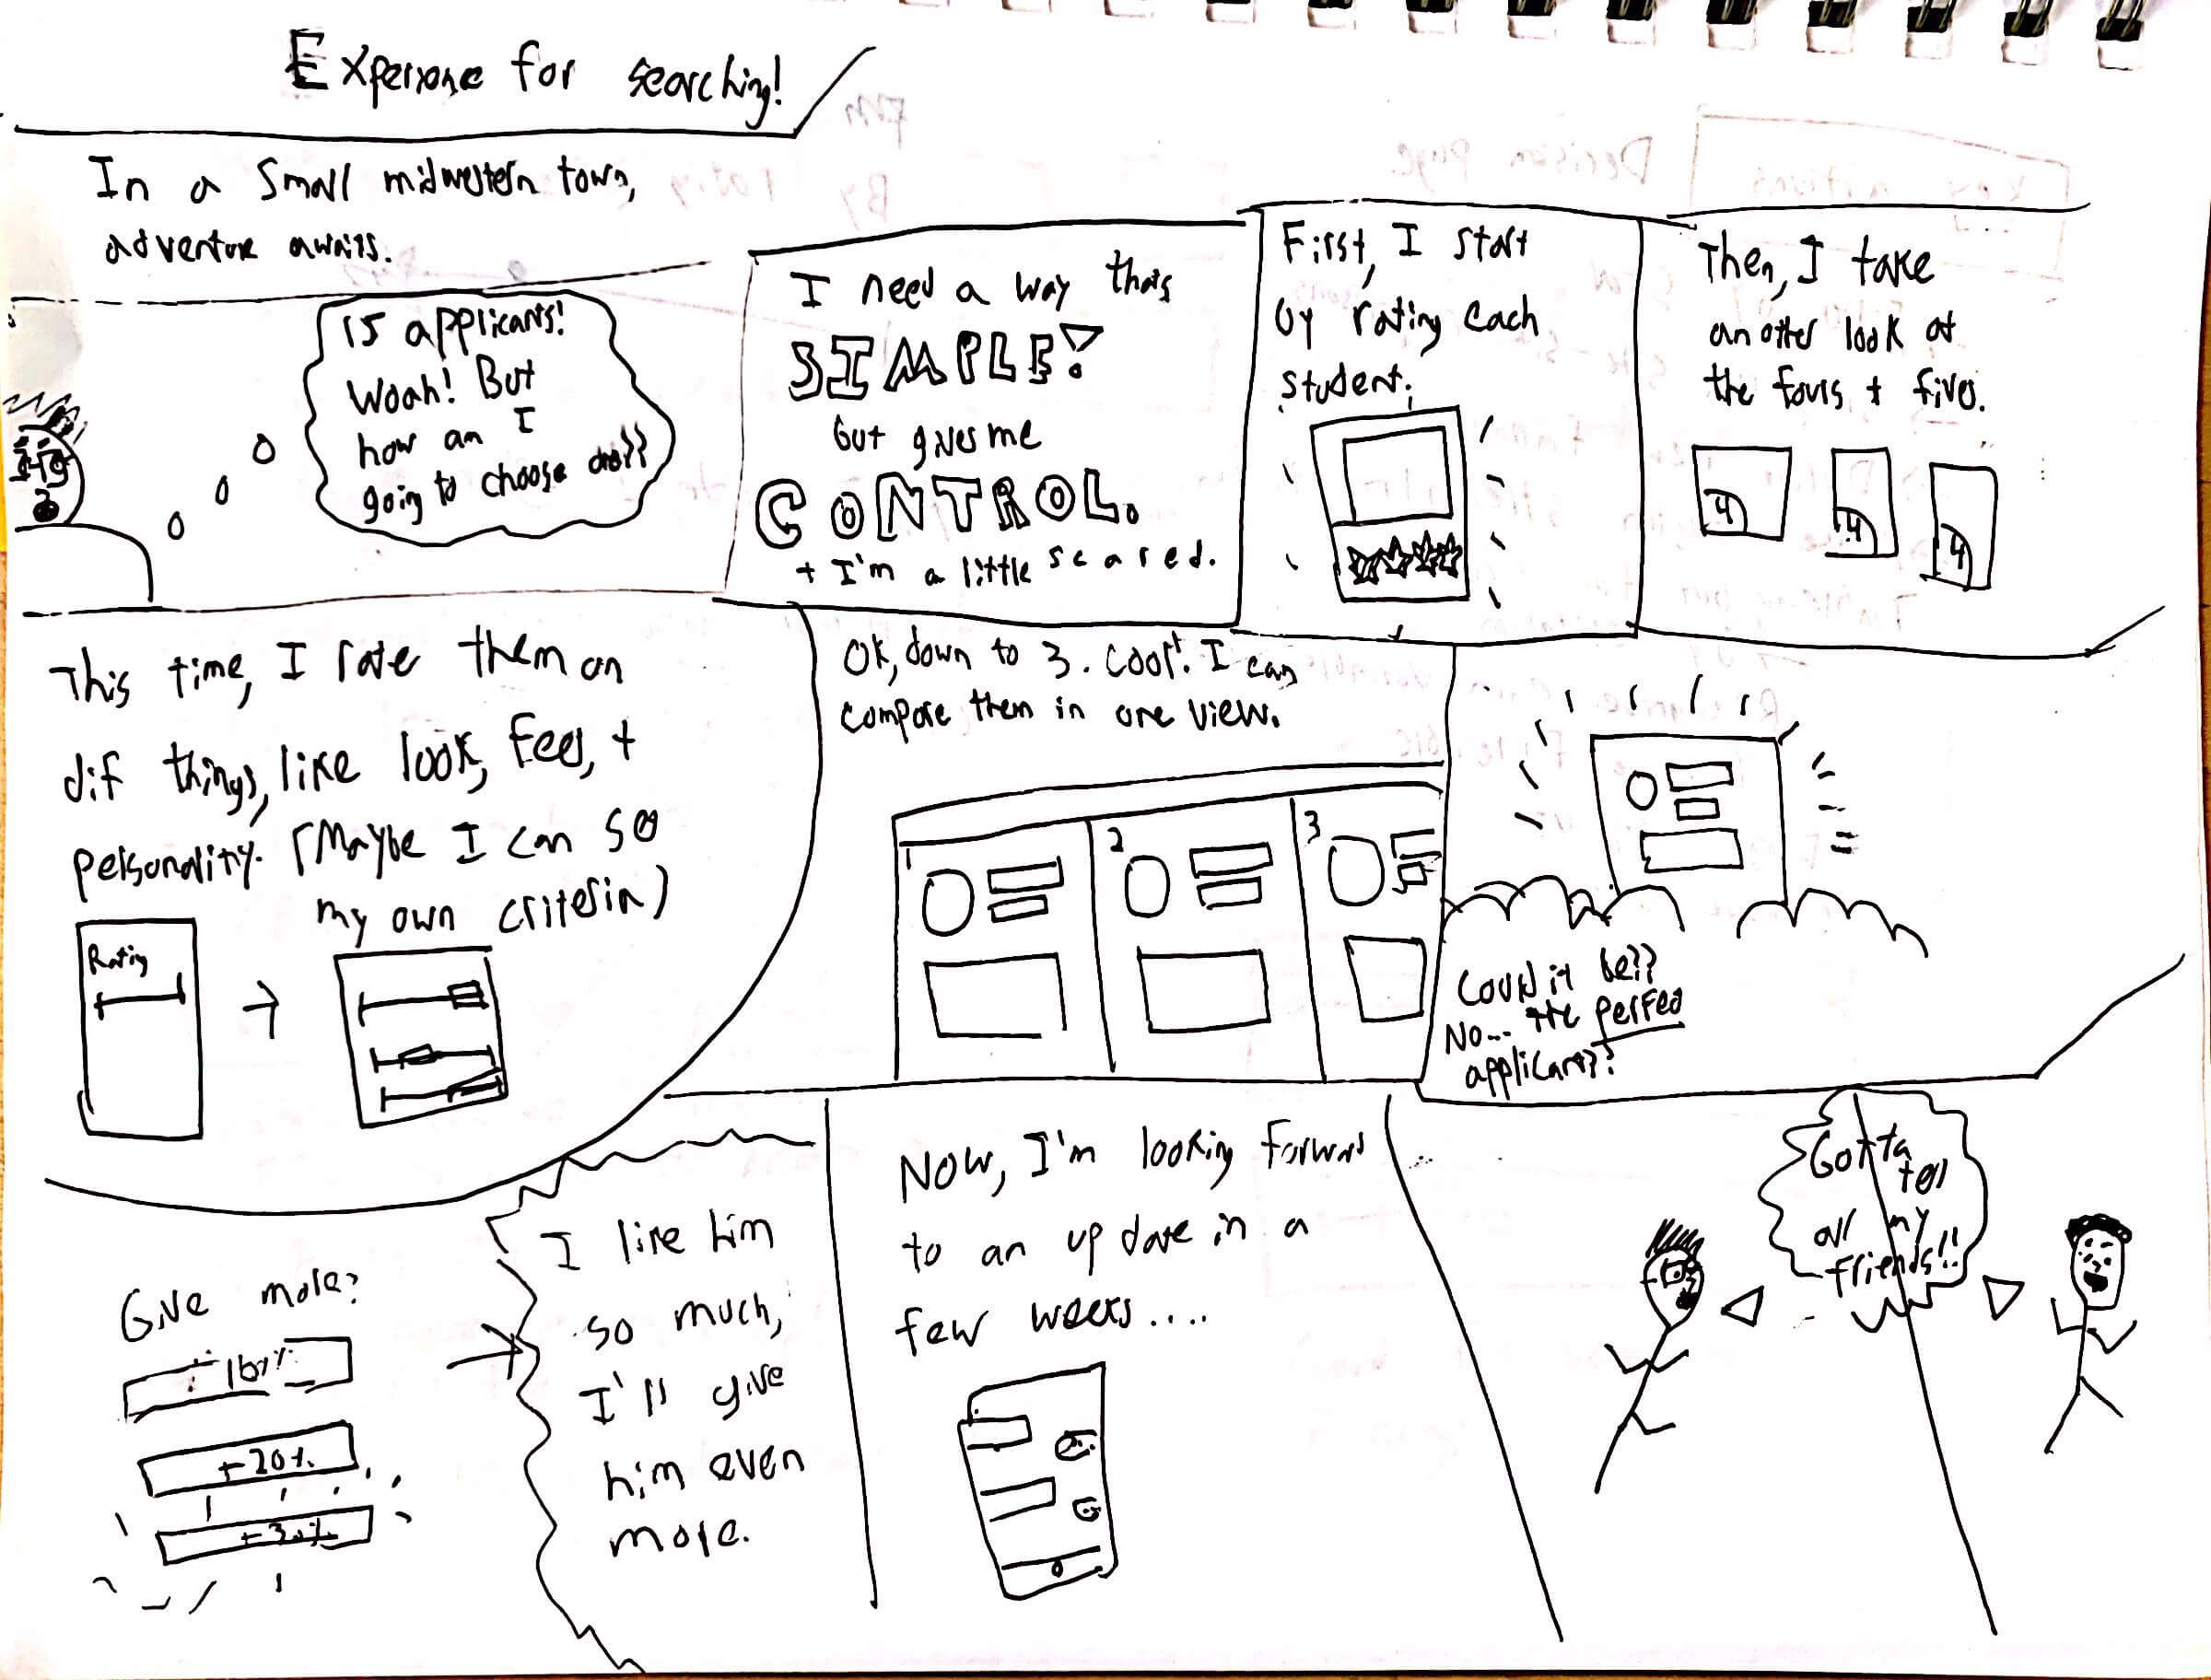 Experience for searching!
In a small midwestern town,
adventure awaits.
15 applicants!
Woah! But
how am I
going to choose one??
I need a way thats
SIMPLE!
but gives me
CONTROL.
+ I'm a little scared.
First, I start
by rating each
student.
Then, I take
another look at
the fours + fives.
4
4
4
This time, I rate them on
dif things, like look, feel, +
personality. (Maybe I can
my own criteria)
Rating
Ok, down to 3. Cool! I can
compare them in one view.
1
2
3
Could it be??
No... the perfect
applicant??
Give more?
+20%
+30%
I like him
so much,
I'll give
him even
more.
Now, I'm looking forward
to an update in a
few weeks....
Gotta
tell
all my
friends!!
Decision Page
By